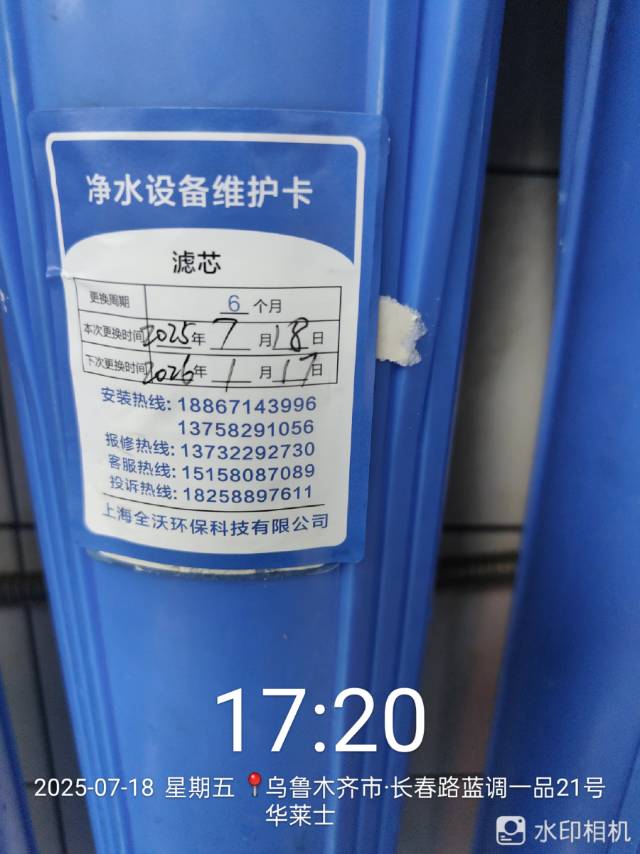 净水设备维护卡
滤芯
更换周期 6 个月
本次更换时间 2025年 7 月 18 日
下次更换时间 2026年 1 月 17 日
安装热线: 18867143996
13758291056
报修热线: 13732292730
客服热线: 15158087089
投诉热线: 18258897611
上海全沃环保科技有限公司
17:20
2025-07-18 星期五 📍乌鲁木齐市·长春路蓝调一品21号
华莱士
水印相机